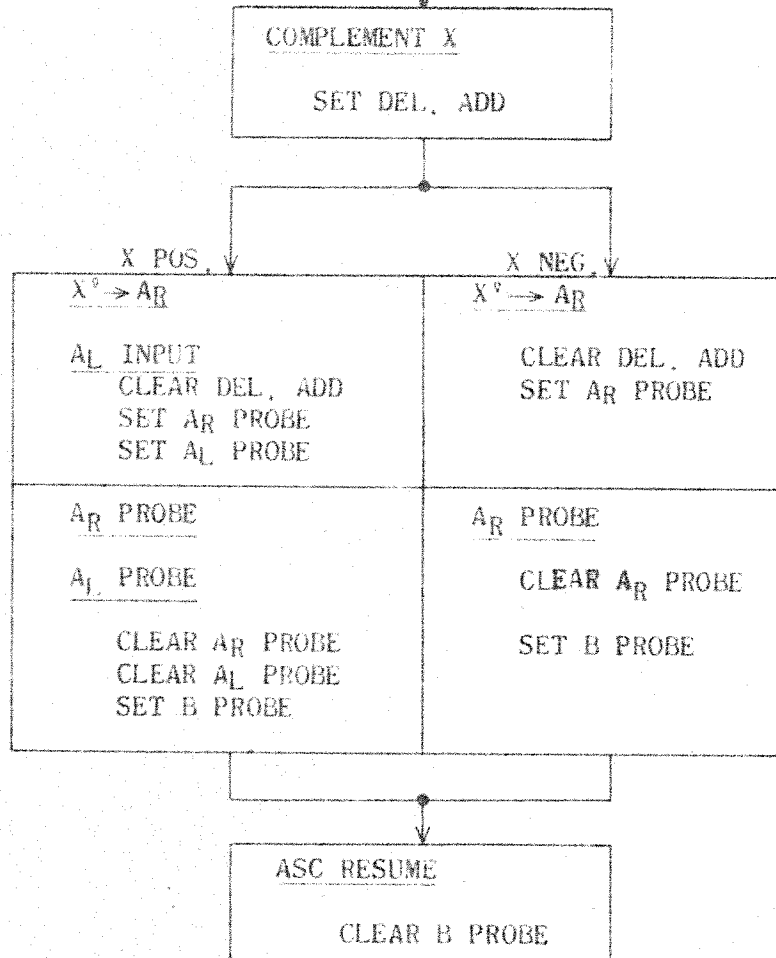 COMPLEMENT X
SET DEL. ADD
X POS.
X' → AR
AL INPUT
CLEAR DEL. ADD
SET AR PROBE
SET AL PROBE
AR PROBE
AL PROBE
CLEAR AR PROBE
CLEAR AL PROBE
SET B PROBE
X NEG.
X' → AR
CLEAR DEL. ADD
SET AR PROBE
AR PROBE
CLEAR AR PROBE
SET B PROBE
ASC RESUME
CLEAR B PROBE